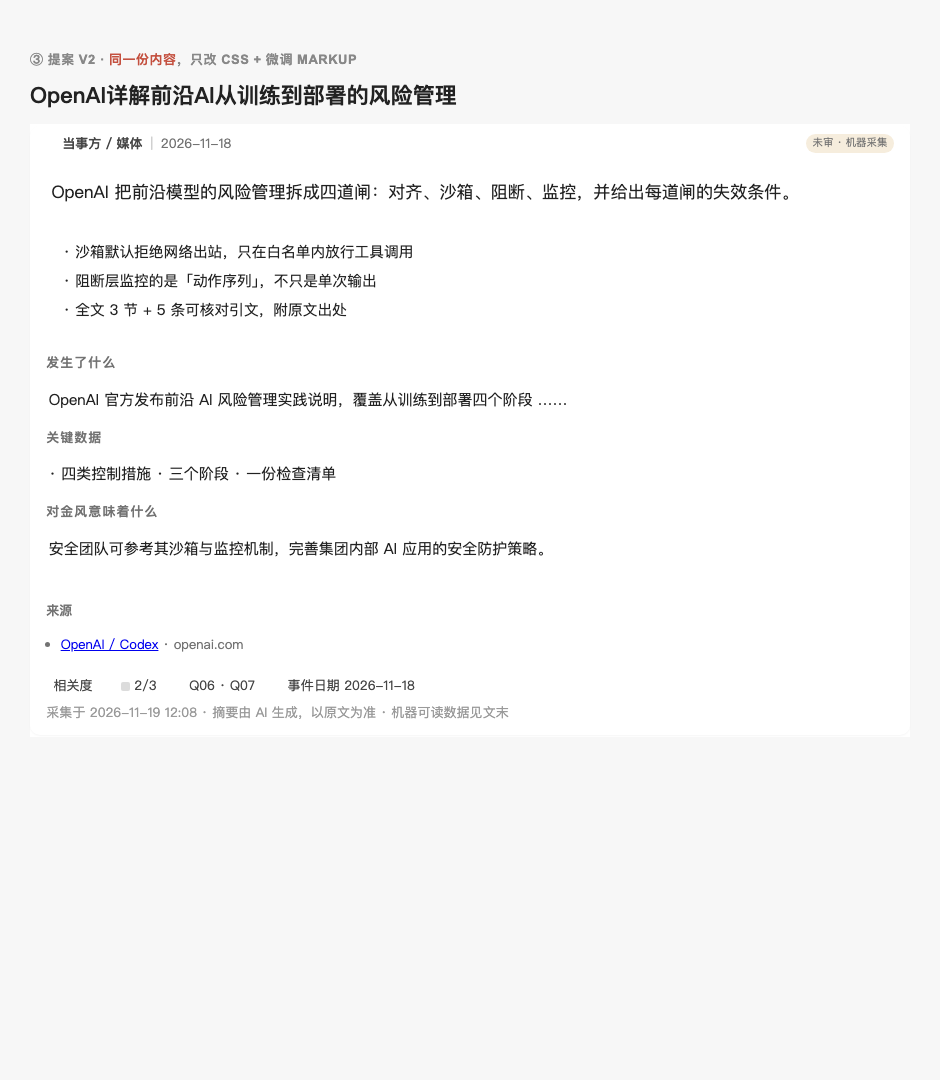 ③ 提案 V2 · 同一份内容，只改 CSS + 微调 MARKUP
OpenAI详解前沿AI从训练到部署的风险管理
当事方 / 媒体 | 2026-11-18
未审 · 机器采集
OpenAI 把前沿模型的风险管理拆成四道闸：对齐、沙箱、阻断、监控，并给出每道闸的失效条件。
· 沙箱默认拒绝网络出站，只在白名单内放行工具调用
· 阻断层监控的是「动作序列」，不只是单次输出
· 全文 3 节 + 5 条可核对引文，附原文出处
发生了什么
OpenAI 官方发布前沿 AI 风险管理实践说明，覆盖从训练到部署四个阶段 ……
关键数据
· 四类控制措施 · 三个阶段 · 一份检查清单
对金风意味着什么
安全团队可参考其沙箱与监控机制，完善集团内部 AI 应用的安全防护策略。
来源
• OpenAI / Codex · openai.com
相关度 2/3 Q06 · Q07 事件日期 2026-11-18
采集于 2026-11-19 12:08 · 摘要由 AI 生成，以原文为准 · 机器可读数据见文末